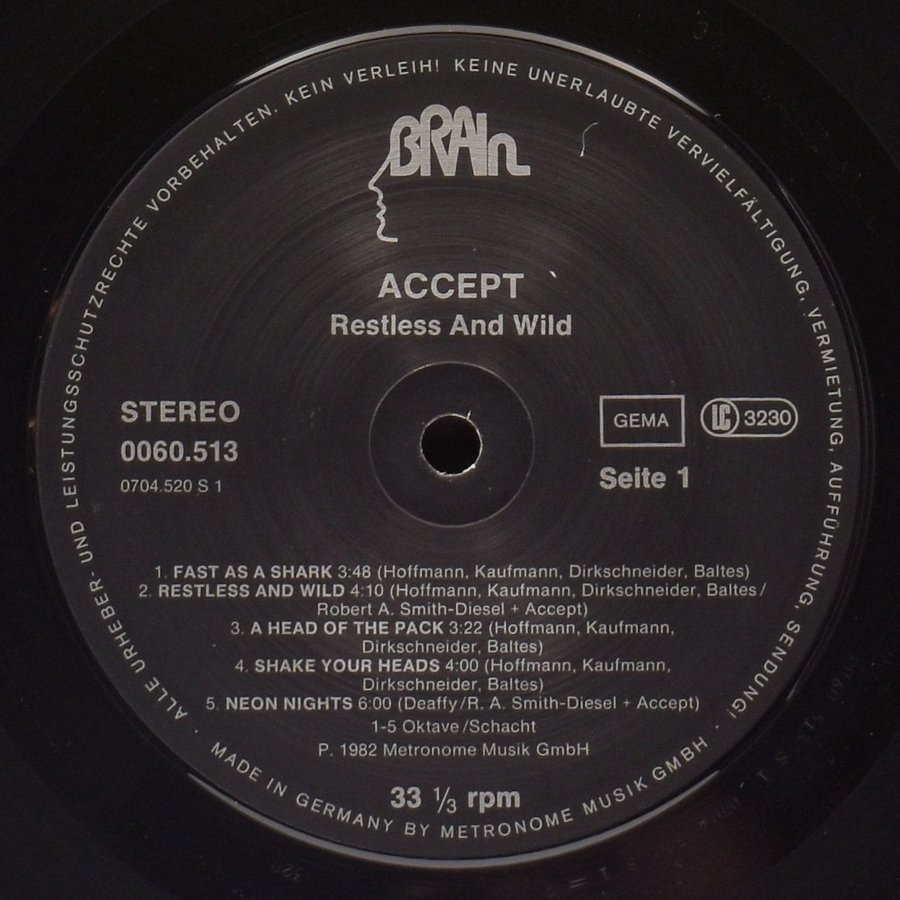 ALLE URHEBER- UND LEISTUNGSSCHUTZRECHTE VORBEHALTEN. KEIN VERLEIH! KEINE UNERLAUBTE VERVIELFÄLTIGUNG, VERMIETUNG, AUFFÜHRUNG, SENDUNG!
BRAIN
ACCEPT
Restless And Wild
STEREO
0060.513
0704.520 S 1
GEMA
LC 3230
Seite 1
1. FAST AS A SHARK 3:48 (Hoffmann, Kaufmann, Dirkschneider, Baltes)
2. RESTLESS AND WILD 4:10 (Hoffmann, Kaufmann, Dirkschneider, Baltes/
Robert A. Smith-Diesel + Accept)
3. A HEAD OF THE PACK 3:22 (Hoffmann, Kaufmann,
Dirkschneider, Baltes)
4. SHAKE YOUR HEADS 4:00 (Hoffmann, Kaufmann,
Dirkschneider, Baltes)
5. NEON NIGHTS 6:00 (Deaffy/R. A. Smith-Diesel + Accept)
1-5 Oktave/Schacht
P. 1982 Metronome Musik GmbH
33 1/3 rpm
· MADE IN GERMANY BY METRONOME MUSIK GMBH ·